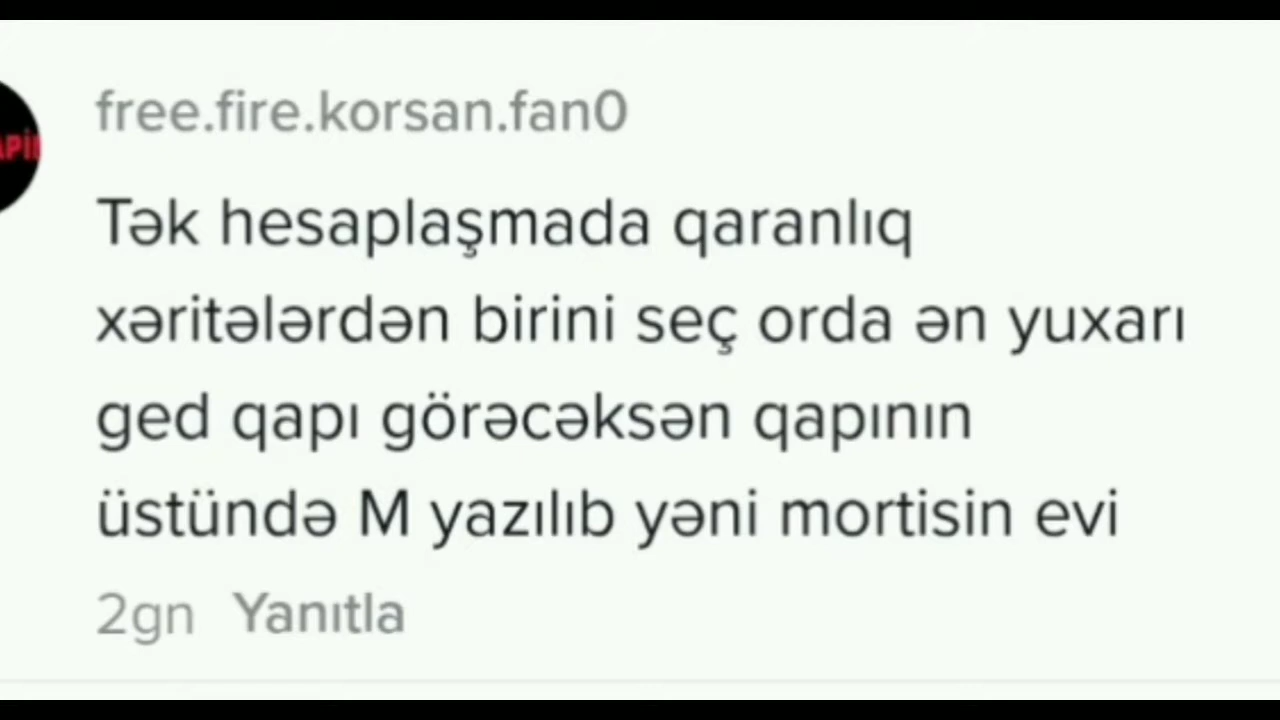 free.fire.korsan.fan0
Tək hesaplaşmada qaranlıq
xəritələrdən birini seç orda ən yuxarı
ged qapı görəcəksən qapının
üstündə M yazılıb yəni mortisin evi
2gn Yanıtla